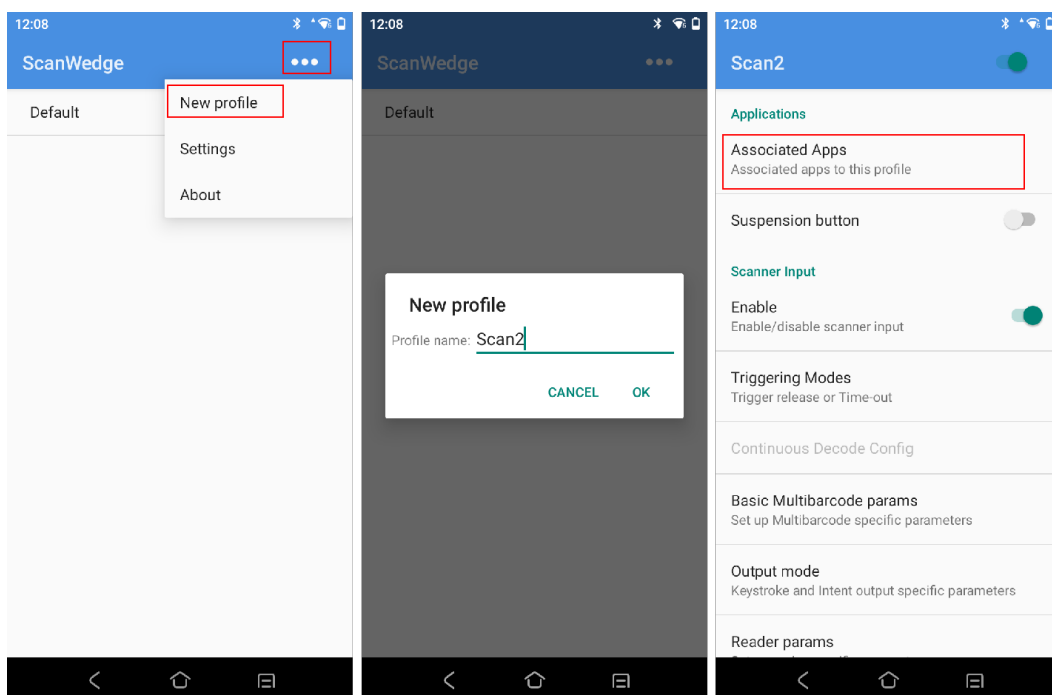 12:08
ScanWedge
Default
New profile
Settings
About
12:08
ScanWedge
Default
New profile
Profile name: Scan2
CANCEL OK
12:08
Scan2
Applications
Associated Apps
Associated apps to this profile
Suspension button
Scanner Input
Enable
Enable/disable scanner input
Triggering Modes
Trigger release or Time-out
Continuous Decode Config
Basic Multibarcode params
Set up Multibarcode specific parameters
Output mode
Keystroke and Intent output specific parameters
Reader params